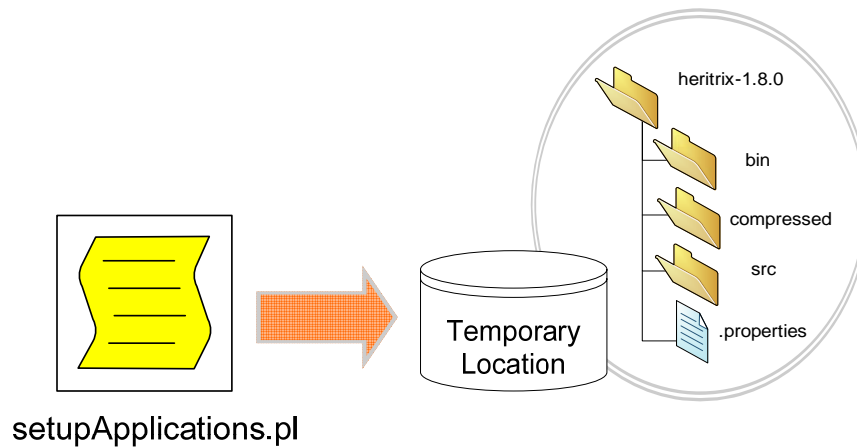 heritrix-1.8.0
bin
compressed
src
.properties
Temporary
Location
setupApplications.pl